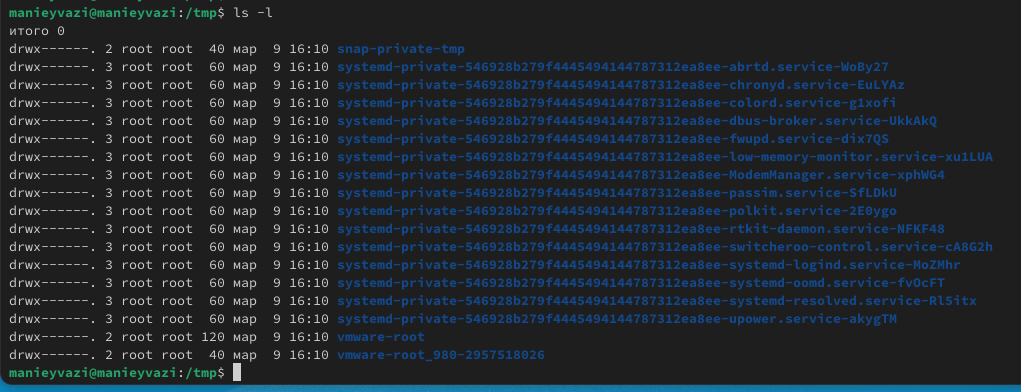 manieyvazi@manieyvazi:/tmp$ ls -l
итого 0
drwx------. 2 root root  40 мар  9 16:10 snap-private-tmp
drwx------. 3 root root  60 мар  9 16:10 systemd-private-546928b279f4445494144787312ea8ee-abrtd.service-WoBy27
drwx------. 3 root root  60 мар  9 16:10 systemd-private-546928b279f4445494144787312ea8ee-chronyd.service-EuLYAz
drwx------. 3 root root  60 мар  9 16:10 systemd-private-546928b279f4445494144787312ea8ee-colord.service-g1xofi
drwx------. 3 root root  60 мар  9 16:10 systemd-private-546928b279f4445494144787312ea8ee-dbus-broker.service-UkkAkQ
drwx------. 3 root root  60 мар  9 16:10 systemd-private-546928b279f4445494144787312ea8ee-fwupd.service-dix7QS
drwx------. 3 root root  60 мар  9 16:10 systemd-private-546928b279f4445494144787312ea8ee-low-memory-monitor.service-xu1LUA
drwx------. 3 root root  60 мар  9 16:10 systemd-private-546928b279f4445494144787312ea8ee-ModemManager.service-xphWG4
drwx------. 3 root root  60 мар  9 16:10 systemd-private-546928b279f4445494144787312ea8ee-passim.service-SfLDkU
drwx------. 3 root root  60 мар  9 16:10 systemd-private-546928b279f4445494144787312ea8ee-polkit.service-2E0ygo
drwx------. 3 root root  60 мар  9 16:10 systemd-private-546928b279f4445494144787312ea8ee-rtkit-daemon.service-NFKF48
drwx------. 3 root root  60 мар  9 16:10 systemd-private-546928b279f4445494144787312ea8ee-switcheroo-control.service-cA8G2h
drwx------. 3 root root  60 мар  9 16:10 systemd-private-546928b279f4445494144787312ea8ee-systemd-logind.service-MoZMhr
drwx------. 3 root root  60 мар  9 16:10 systemd-private-546928b279f4445494144787312ea8ee-systemd-oomd.service-fvOcFT
drwx------. 3 root root  60 мар  9 16:10 systemd-private-546928b279f4445494144787312ea8ee-systemd-resolved.service-Rl5itx
drwx------. 3 root root  60 мар  9 16:10 systemd-private-546928b279f4445494144787312ea8ee-upower.service-akygTM
drwx------. 2 root root 120 мар  9 16:10 vmware-root
drwx------. 2 root root  40 мар  9 16:10 vmware-root_980-2957518026
manieyvazi@manieyvazi:/tmp$